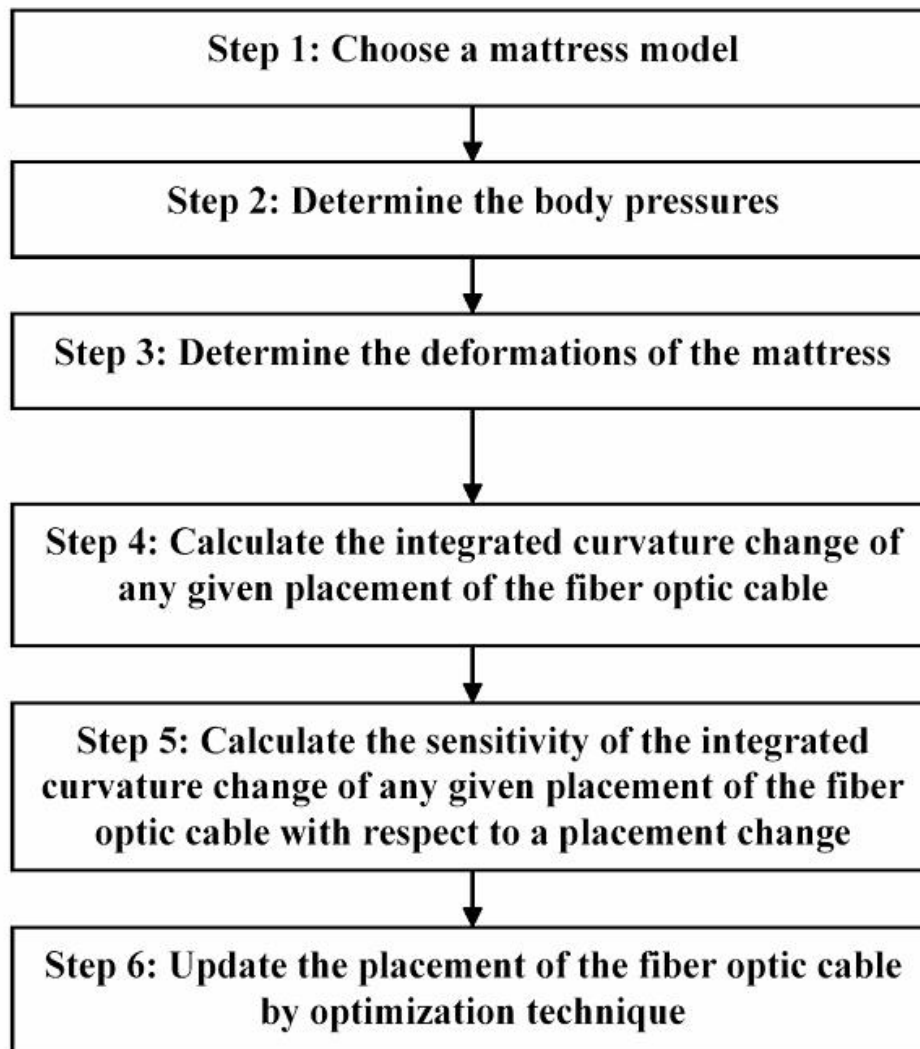 Step 1: Choose a mattress model
Step 2: Determine the body pressures
Step 3: Determine the deformations of the mattress
Step 4: Calculate the integrated curvature change of
any given placement of the fiber optic cable
Step 5: Calculate the sensitivity of the integrated
curvature change of any given placement of the fiber
optic cable with respect to a placement change
Step 6: Update the placement of the fiber optic cable
by optimization technique